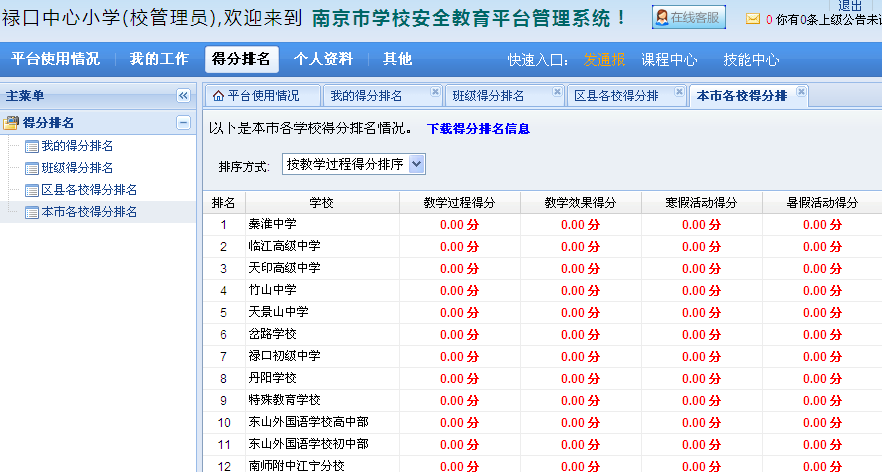 禄口中心小学(校管理员),欢迎来到 南京市学校安全教育平台管理系统！ 在线客服 0 你有0条上级公告未 退出
平台使用情况 我的工作 得分排名 个人资料 其他 快速入口： 发通报 课程中心 技能中心
主菜单
得分排名
我的得分排名
班级得分排名
区县各校得分排名
本市各校得分排名
平台使用情况 我的得分排名 班级得分排名 区县各校得分排 本市各校得分排
以下是本市各学校得分排名情况。 下载得分排名信息
排序方式: 按教学过程得分排序
排名 学校 教学过程得分 教学效果得分 寒假活动得分 暑假活动得分
1 秦淮中学 0.00 分 0.00 分 0.00 分 0.00 分
2 临江高级中学 0.00 分 0.00 分 0.00 分 0.00 分
3 天印高级中学 0.00 分 0.00 分 0.00 分 0.00 分
4 竹山中学 0.00 分 0.00 分 0.00 分 0.00 分
5 天景山中学 0.00 分 0.00 分 0.00 分 0.00 分
6 岔路学校 0.00 分 0.00 分 0.00 分 0.00 分
7 禄口初级中学 0.00 分 0.00 分 0.00 分 0.00 分
8 丹阳学校 0.00 分 0.00 分 0.00 分 0.00 分
9 特殊教育学校 0.00 分 0.00 分 0.00 分 0.00 分
10 东山外国语学校高中部 0.00 分 0.00 分 0.00 分 0.00 分
11 东山外国语学校初中部 0.00 分 0.00 分 0.00 分 0.00 分
12 南师附中江宁分校 0.00 分 0.00 分 0.00 分 0.00 分